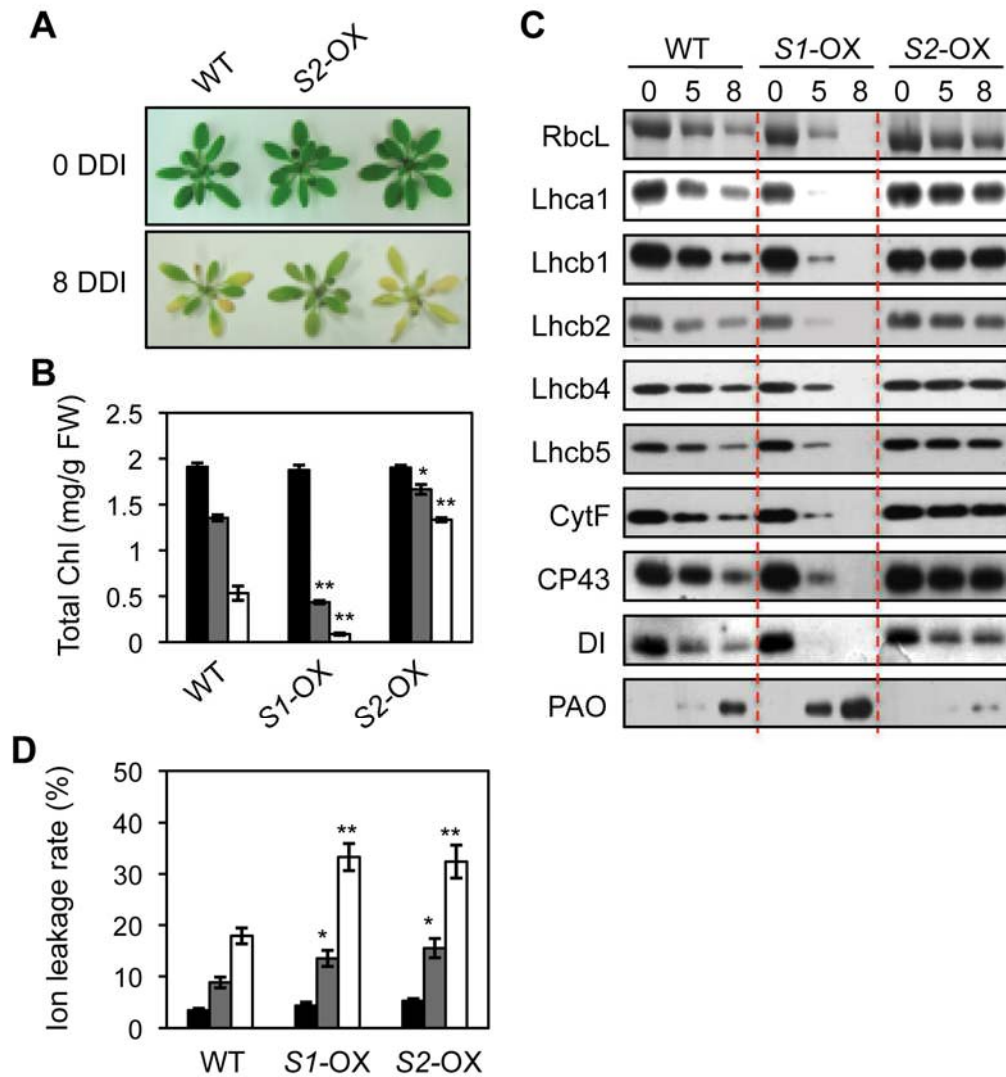 A
WT
S2-OX
0 DDI
8 DDI
B
Total Chl (mg/g FW)
2.5
2
1.5
1
0.5
0
*
**
**
**
WT
S1-OX
S2-OX
C
WT S1-OX S2-OX
0 5 8 0 5 8 0 5 8
RbcL
Lhca1
Lhcb1
Lhcb2
Lhcb4
Lhcb5
CytF
CP43
DI
PAO
D
Ion leakage rate (%)
50
40
30
20
10
0
**
**
*
*
WT S1-OX S2-OX